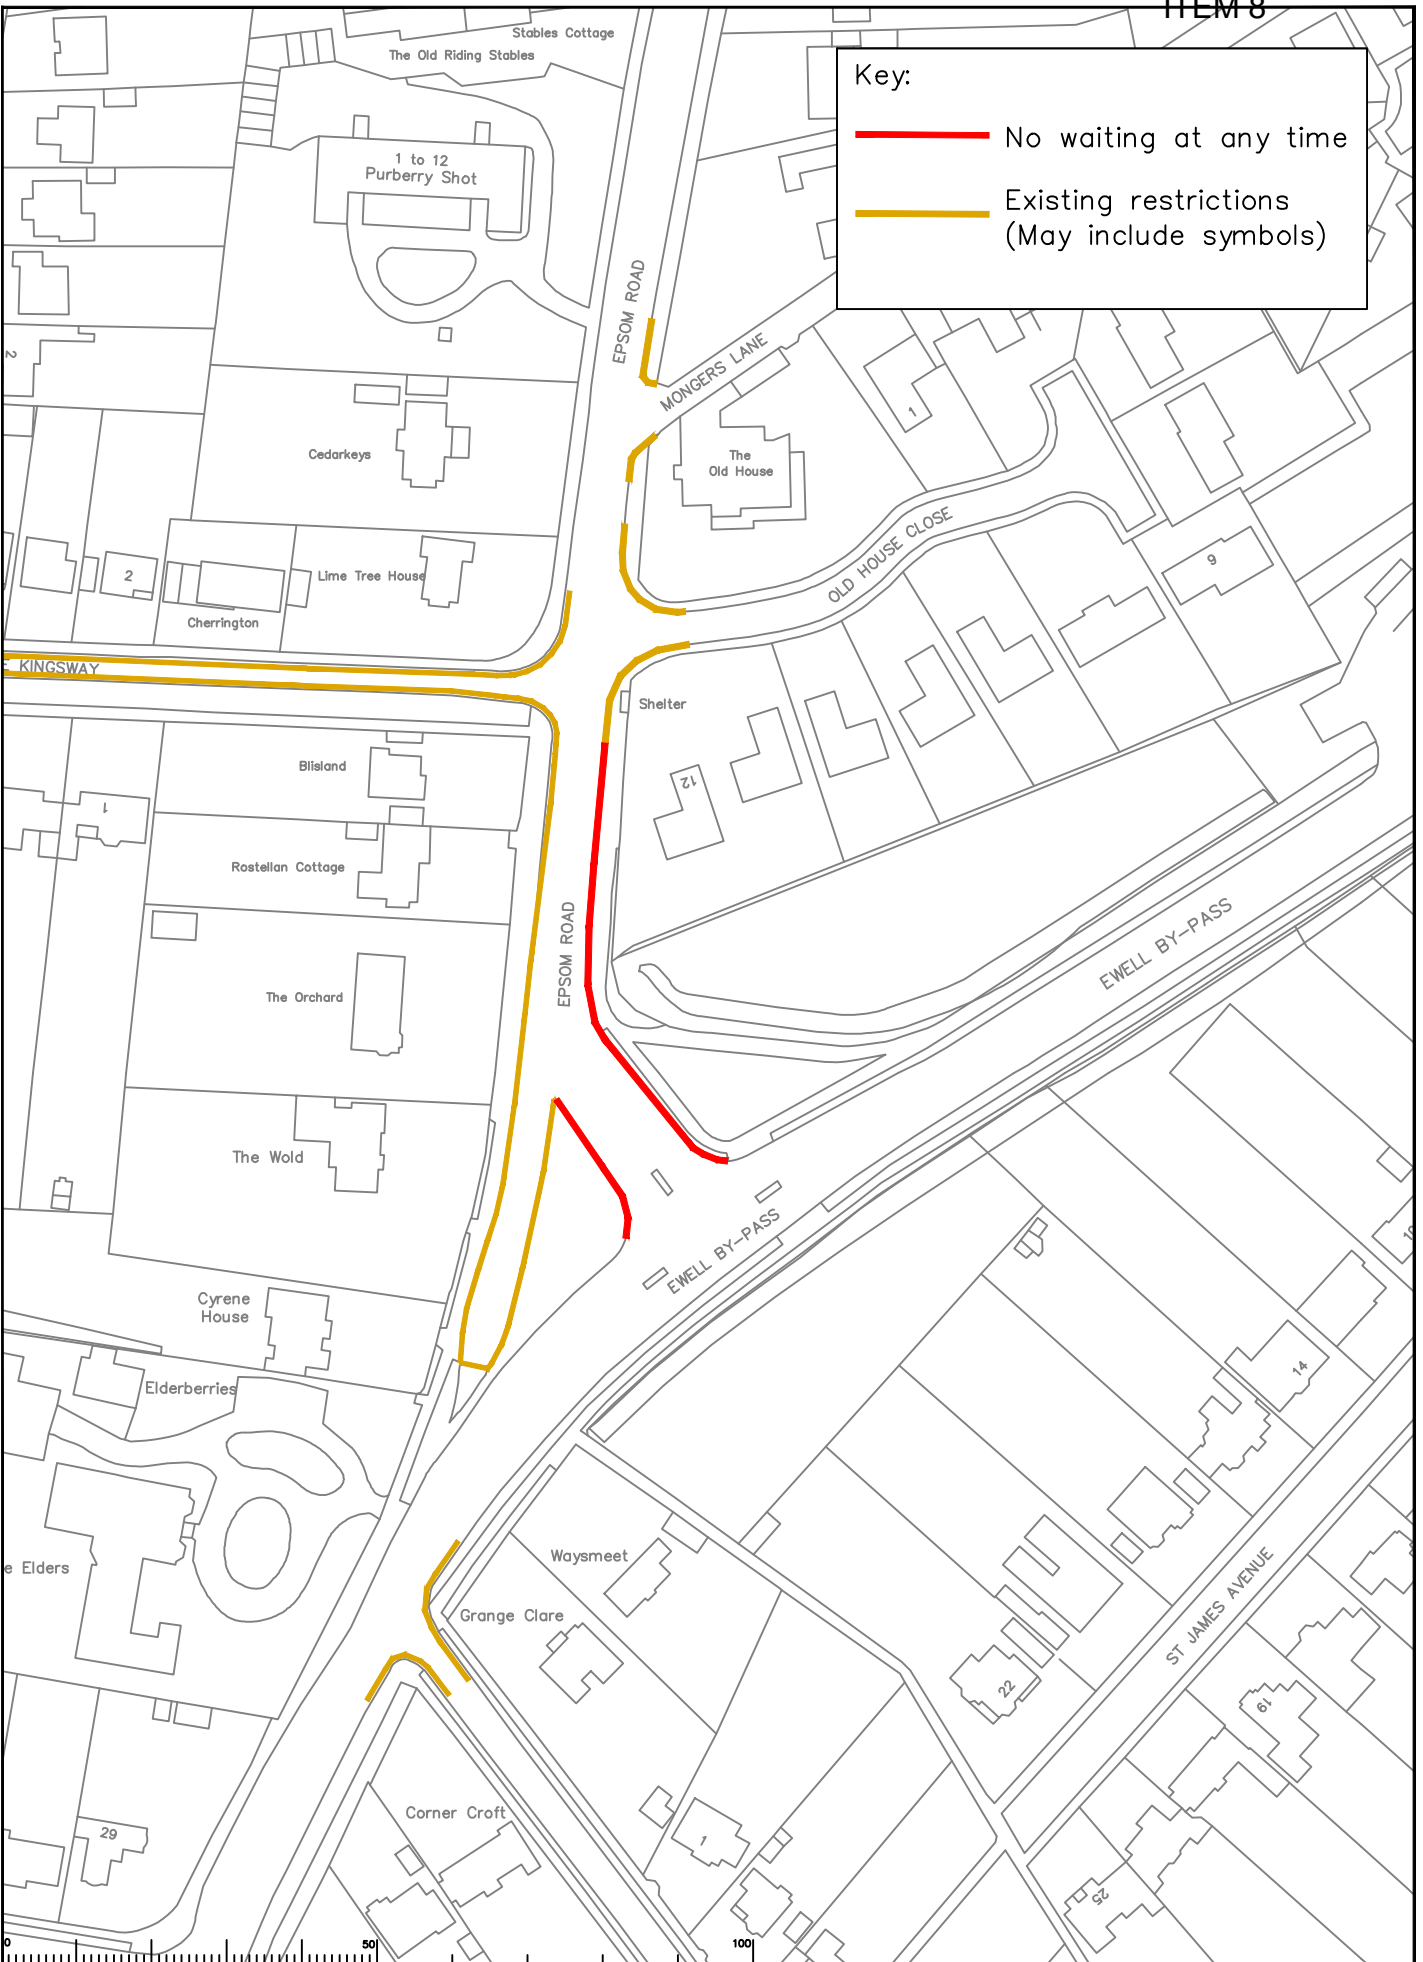 ITEM 8
Stables Cottage
The Old Riding Stables
Key:
No waiting at any time
Existing restrictions
(May include symbols)
1 to 12
Purberry Shot
EPSOM ROAD
MONGERS LANE
2
1
Cedarkeys
The
Old House
OLD HOUSE CLOSE
2
Lime Tree House
9
Cherrington
E KINGSWAY
Shelter
Blisland
12
1
Rostellan Cottage
EPSOM ROAD
EWELL BY-PASS
The Orchard
The Wold
EWELL BY-PASS
Cyrene
House
14
Elderberries
Waysmeet
e Elders
Grange Clare
ST JAMES AVENUE
22
19
Corner Croft
29
1
25
0
50
100